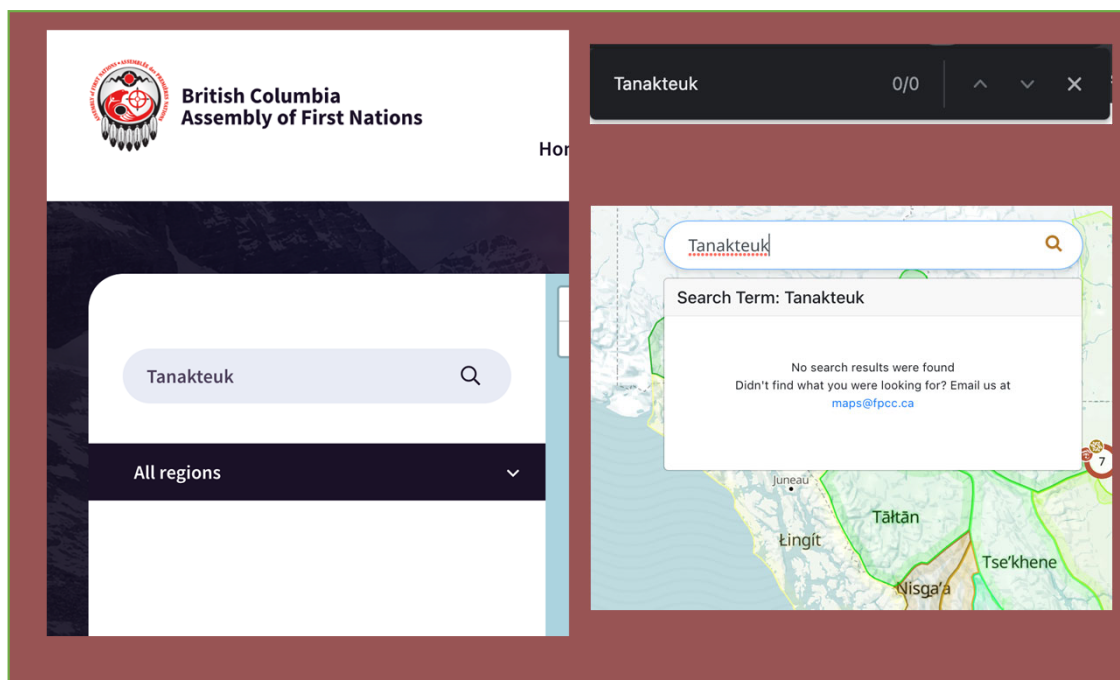 British Columbia
Assembly of First Nations
Hor
Tanakteuk
All regions
Tanakteuk 0/0
Tanakteuk
Search Term: Tanakteuk
No search results were found
Didn't find what you were looking for? Email us at
maps@fpcc.ca
7
Juneau
Tāłtān
Łingít
Tse'khene
Nisga'a